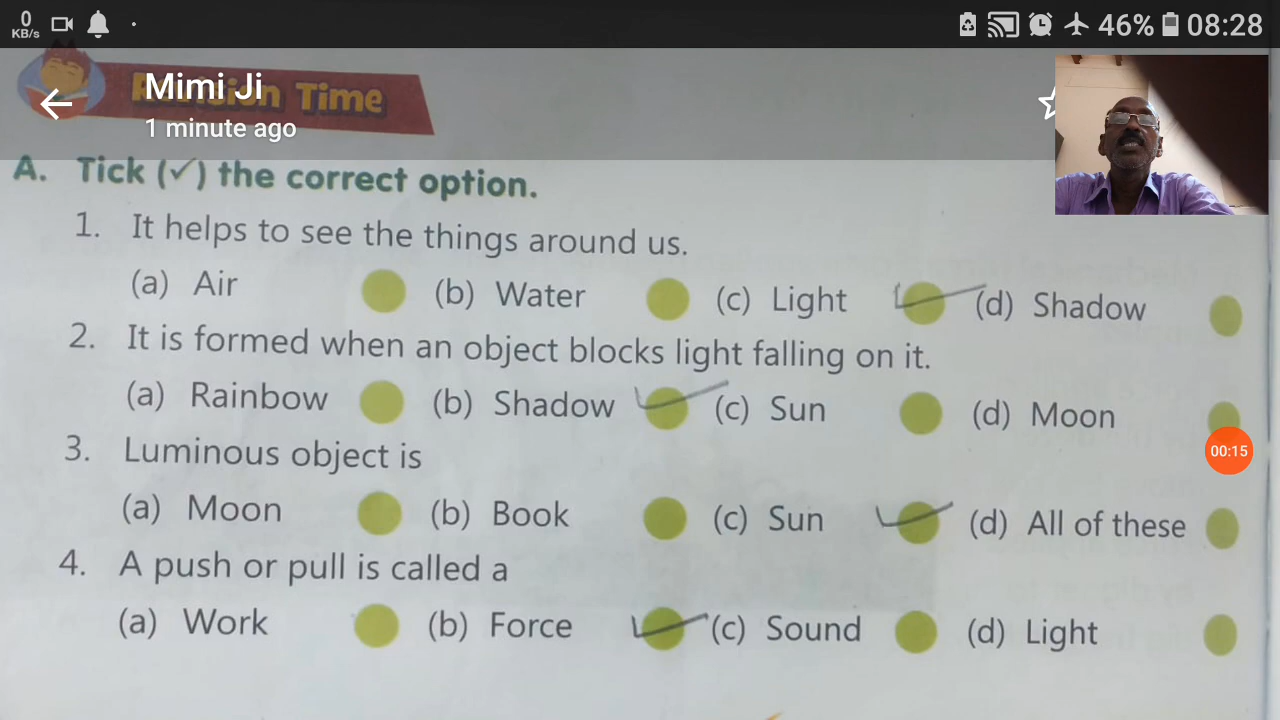 0
KB/s
46%
08:28
Mimi Ji
1 minute ago
Revision Time
A. Tick (✓) the correct option.
1. It helps to see the things around us.
(a) Air (b) Water (c) Light (d) Shadow
2. It is formed when an object blocks light falling on it.
(a) Rainbow (b) Shadow (c) Sun (d) Moon
00:15
3. Luminous object is
(a) Moon (b) Book (c) Sun (d) All of these
4. A push or pull is called a
(a) Work (b) Force (c) Sound (d) Light